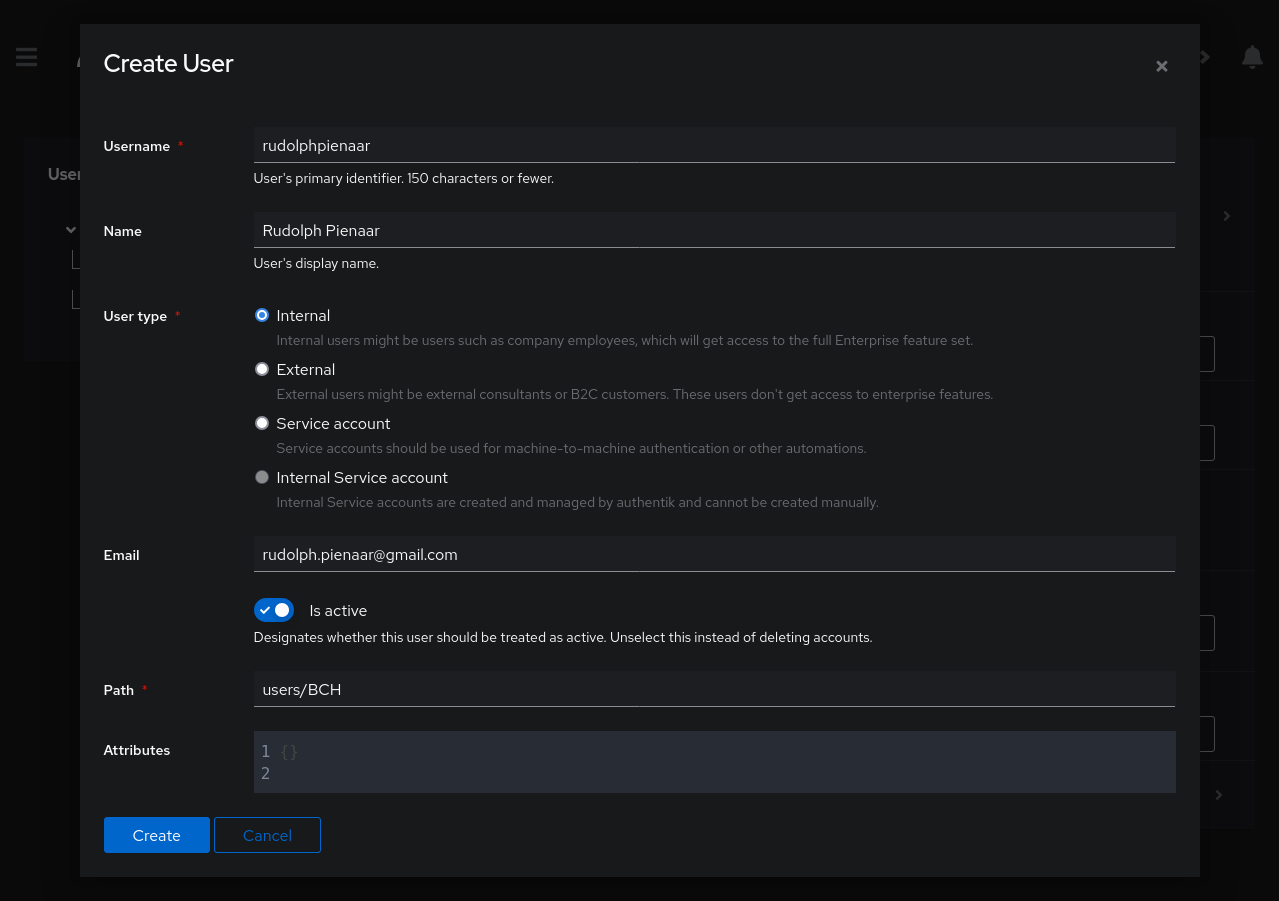 Create User
User
Username *
rudolphpienaar
User's primary identifier. 150 characters or fewer.
Name
Rudolph Pienaar
User's display name.
User type *
Internal
Internal users might be users such as company employees, which will get access to the full Enterprise feature set.
External
External users might be external consultants or B2C customers. These users don't get access to enterprise features.
Service account
Service accounts should be used for machine-to-machine authentication or other automations.
Internal Service account
Internal Service accounts are created and managed by authentik and cannot be created manually.
Email
rudolph.pienaar@gmail.com
Is active
Designates whether this user should be treated as active. Unselect this instead of deleting accounts.
Path *
users/BCH
Attributes
1 {}
2
Create Cancel